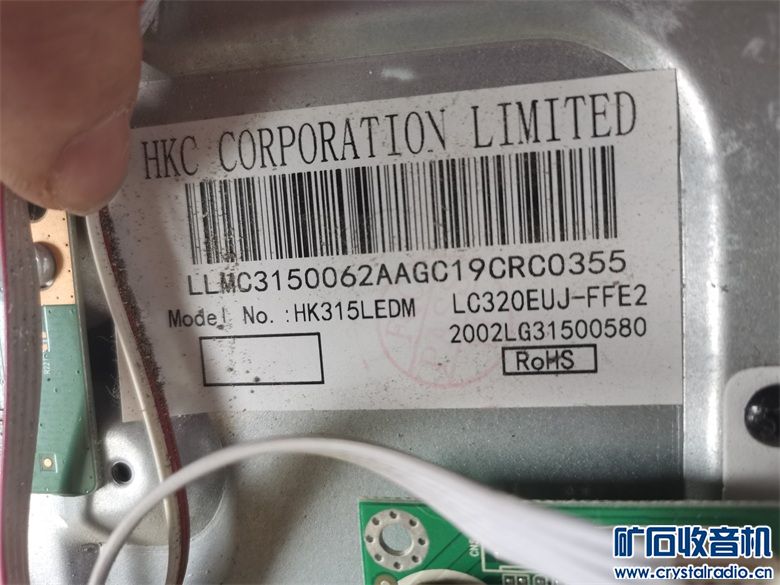 HKC CORPORATION LIMITED
LLMC3150062AAGC19CRC0355
Model No.:HK315LEDM LC320EUJ-FFE2
2002LG31500580
RoHS
矿石收音机
www.crystalradio.cn